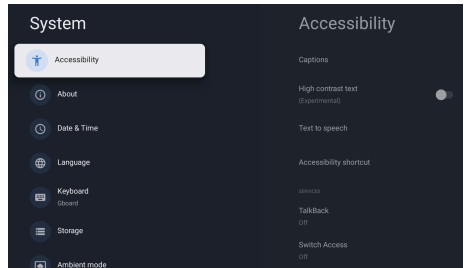 System
Accessibility
About
Date & Time
Language
Keyboard
Gboard
Storage
Ambient mode
Accessibility
Captions
High contrast text
(Experimental)
Text to speech
Accessibility shortcut
SERVICES
TalkBack
Off
Switch Access
Off